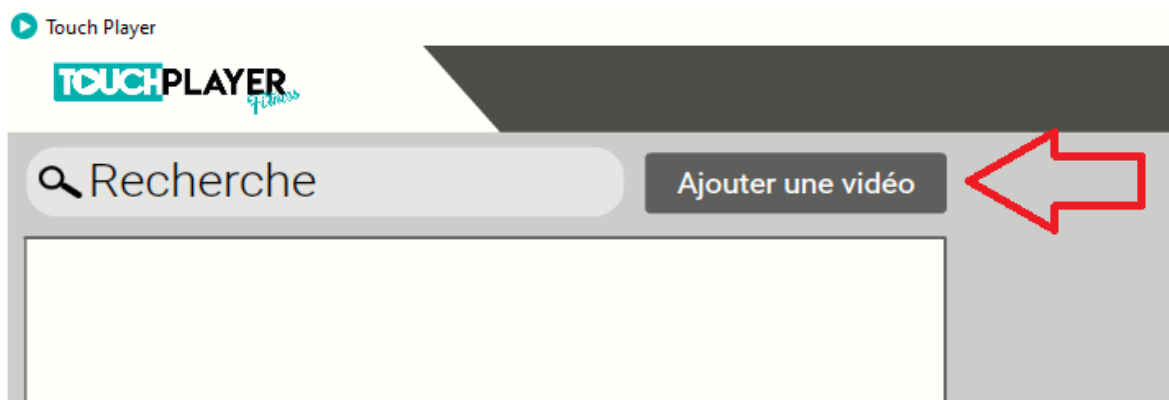 Touch Player
TOUCHPLAYER
Fitness
Recherche
Ajouter une vidéo